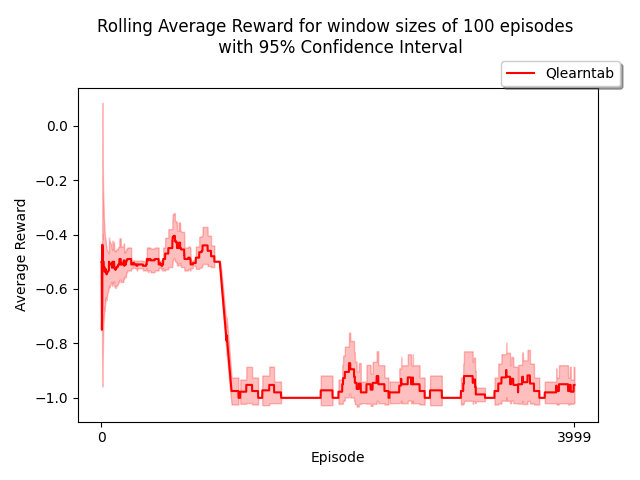 Rolling Average Reward for window sizes of 100 episodes
with 95% Confidence Interval
Qlearntab
0.0
−0.2
−0.4
−0.6
−0.8
−1.0
Average Reward
0
3999
Episode